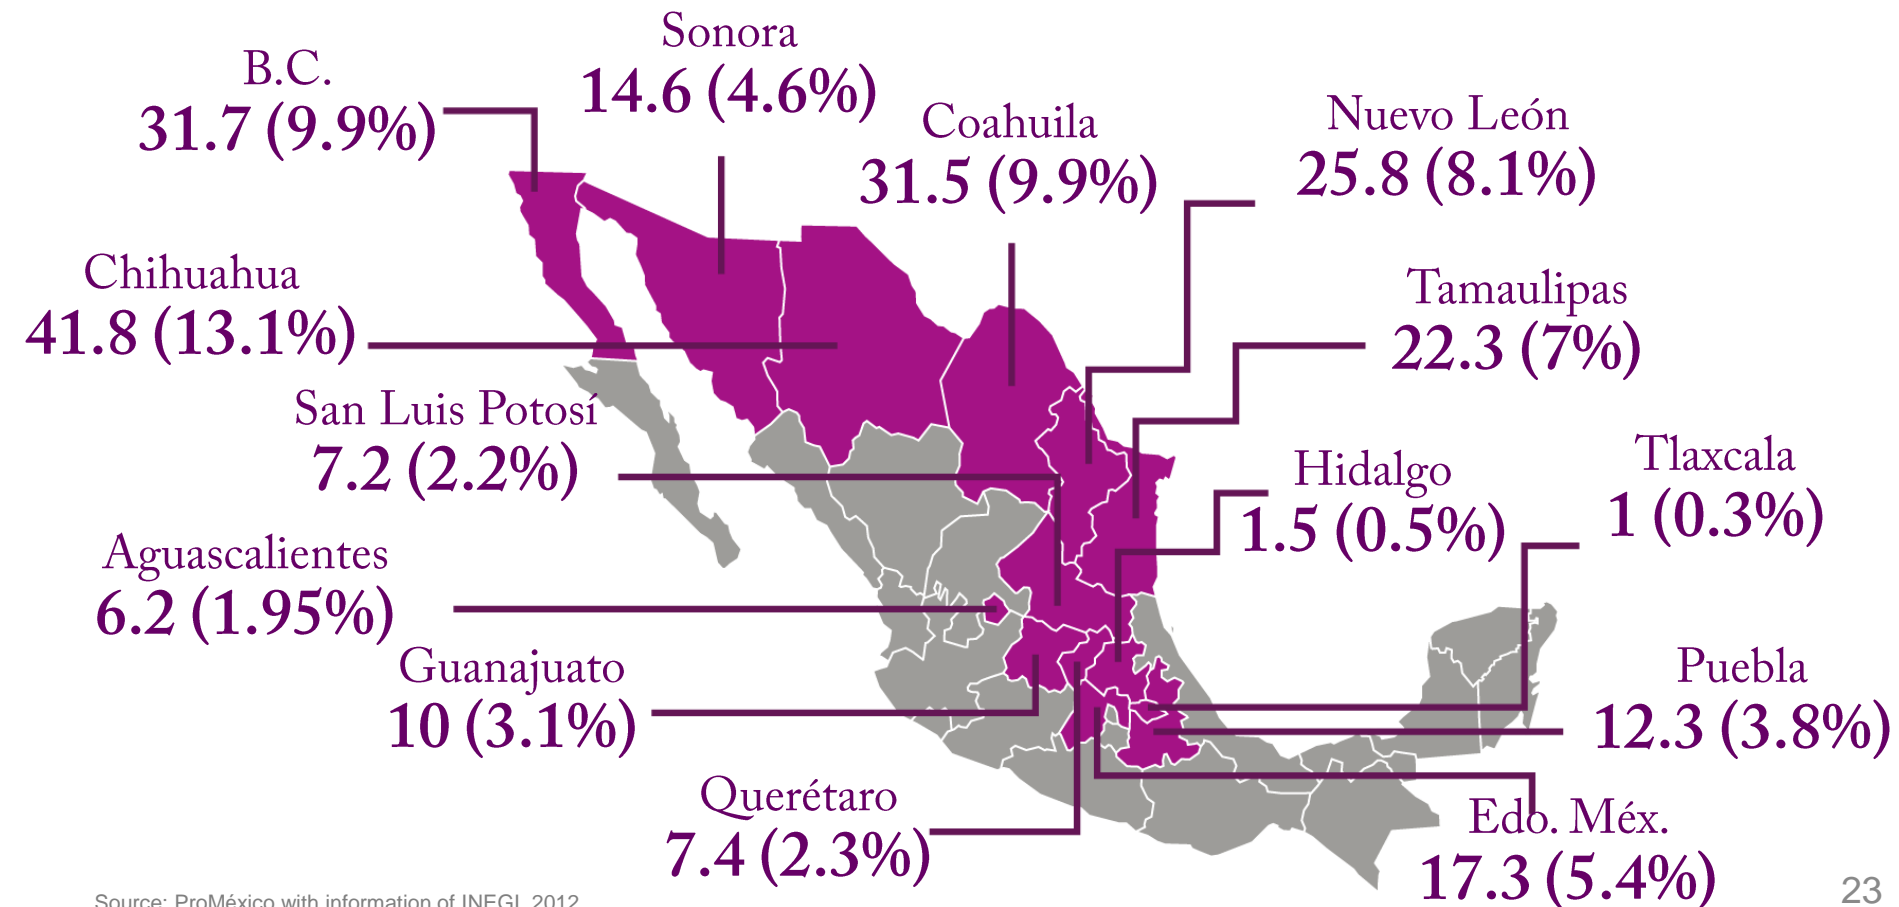 Sonora
14.6 (4.6%)
B.C.
31.7 (9.9%)
Coahuila
31.5 (9.9%)
Nuevo León
25.8 (8.1%)
Chihuahua
41.8 (13.1%)
Tamaulipas
22.3 (7%)
San Luis Potosí
7.2 (2.2%)
Hidalgo
1.5 (0.5%)
Tlaxcala
1 (0.3%)
Aguascalientes
6.2 (1.95%)
Guanajuato
10 (3.1%)
Puebla
12.3 (3.8%)
Querétaro
7.4 (2.3%)
Edo. Méx.
17.3 (5.4%)
Source: ProMéxico with information of INEGI, 2012
23